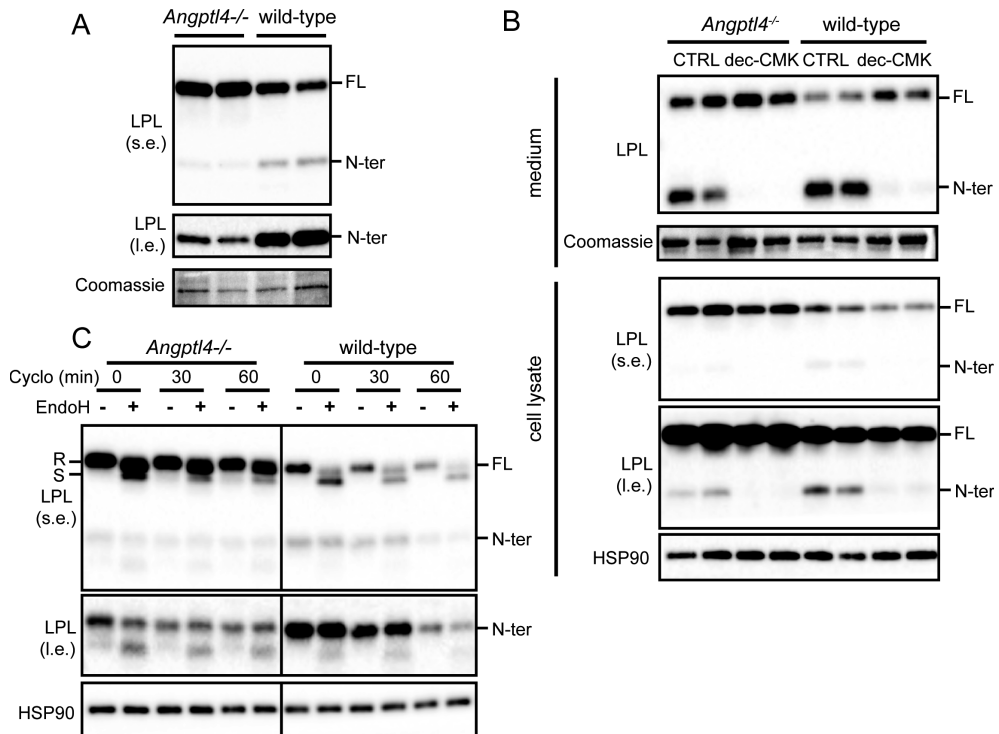 A
Angptl4-/- wild-type
FL
LPL
(s.e.)
N-ter
LPL
(l.e.)
N-ter
Coomassie
B
Angptl4-/- wild-type
CTRL dec-CMK CTRL dec-CMK
medium
FL
LPL
N-ter
Coomassie
cell lysate
FL
LPL
(s.e.)
N-ter
FL
LPL
(l.e.)
N-ter
HSP90
C
Angptl4-/- wild-type
Cyclo (min) 0 30 60 0 30 60
EndoH - + - + - + - + - + - +
R
S
FL
LPL
(s.e.)
N-ter
LPL
(l.e.)
N-ter
HSP90